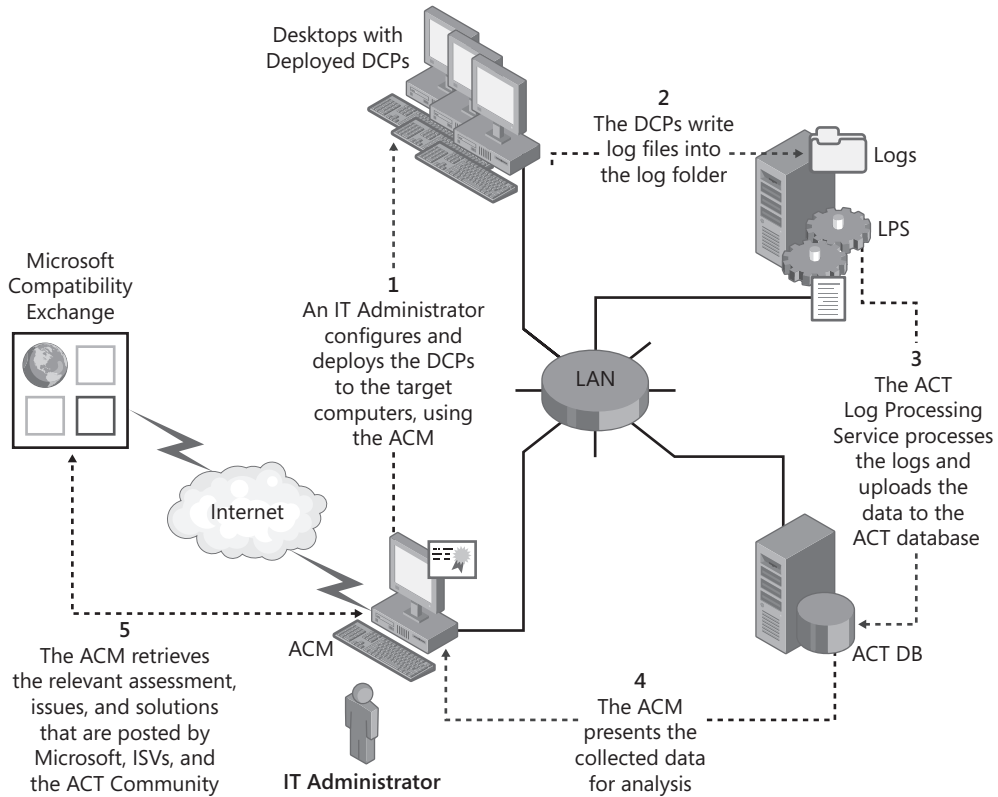 Desktops with
Deployed DCPs
2
The DCPs write
log files into
the log folder
Logs
LPS
Microsoft
Compatibility
Exchange
1
An IT Administrator
configures and
deploys the DCPs
to the target
computers, using
the ACM
LAN
3
The ACT
Log Processing
Service processes
the logs and
uploads the
data to the
ACT database
Internet
ACM
ACT DB
5
The ACM retrieves
the relevant assessment,
issues, and solutions
that are posted by
Microsoft, ISVs, and
the ACT Community
4
The ACM
presents the
collected data
for analysis
IT Administrator